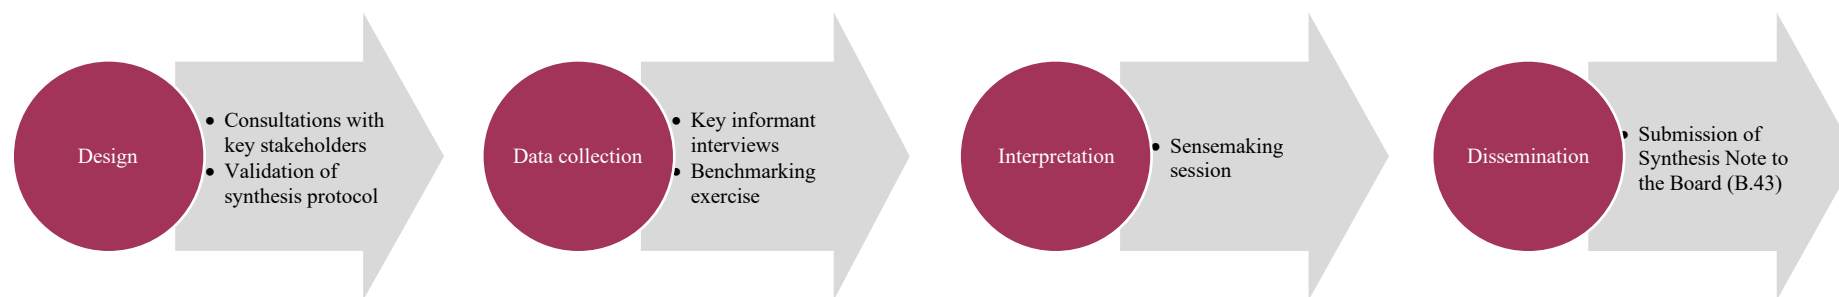 Design
• Consultations with
key stakeholders
• Validation of
synthesis protocol
Data collection
• Key informant
interviews
• Benchmarking
exercise
Interpretation
• Sensemaking
session
Dissemination
• Submission of
Synthesis Note to
the Board (B.43)